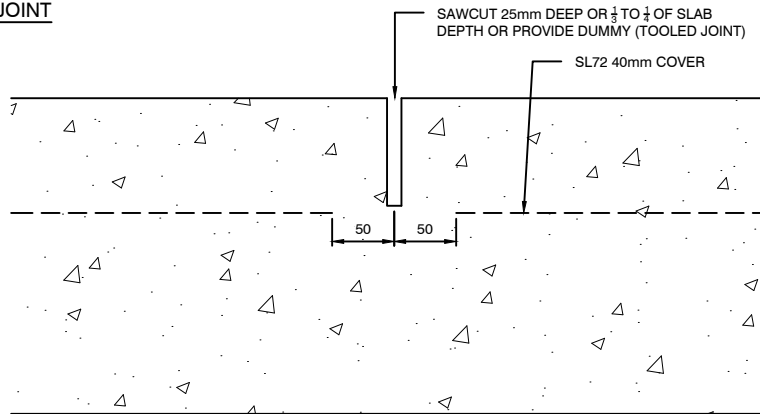 JOINT
SAWCUT 25mm DEEP OR 1/3 TO 1/4 OF SLAB
DEPTH OR PROVIDE DUMMY (TOOLED JOINT)
SL72 40mm COVER
50 50